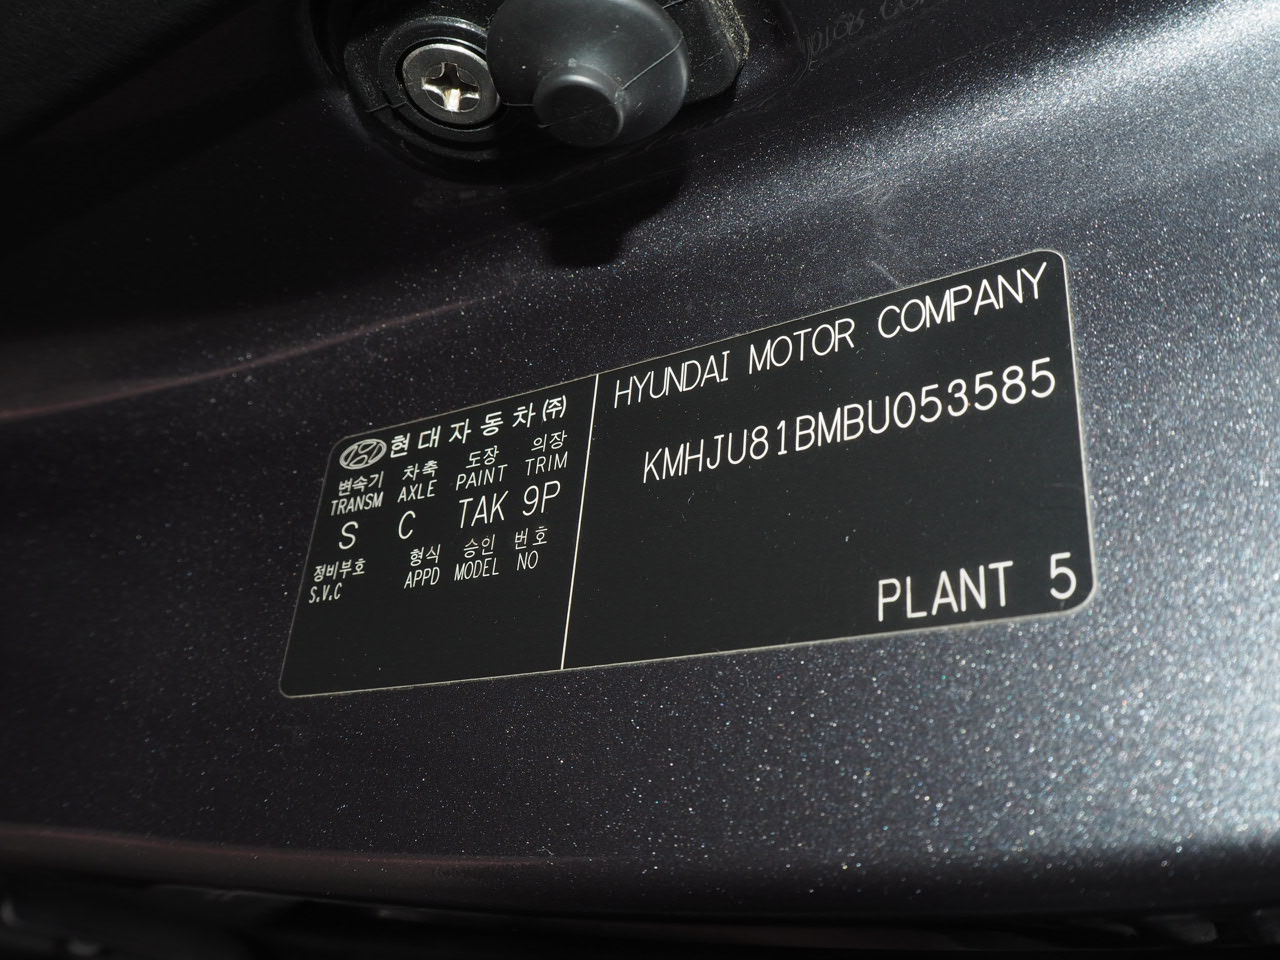 현대자동차(주)
변속기 차축 도장 의장
TRANSM AXLE PAINT TRIM
S C TAK 9P
정비부호 형식 승인 번호
S.V.C APPD MODEL NO
HYUNDAI MOTOR COMPANY
KMHJU81BMBU053585
PLANT 5